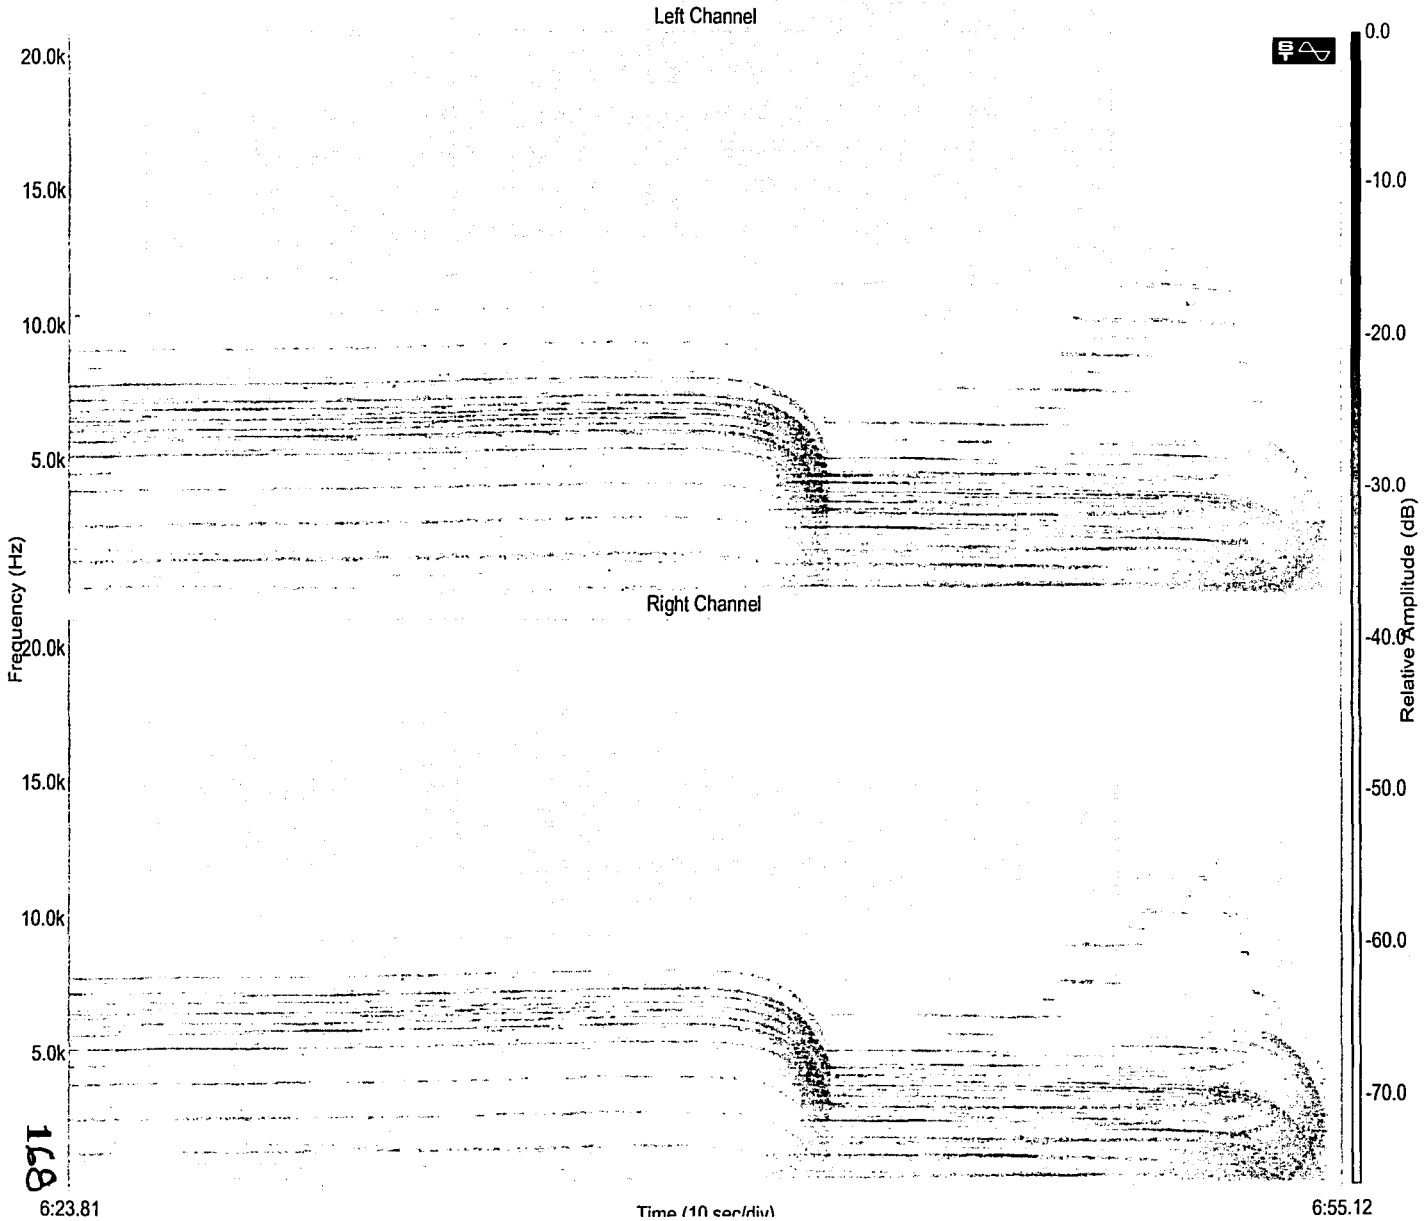 Left Channel
20.0k
15.0k
10.0k
5.0k
Right Channel
20.0k
15.0k
10.0k
5.0k
Frequency (Hz)
0.0
-10.0
-20.0
-30.0
-40.0
-50.0
-60.0
-70.0
Relative Amplitude (dB)
S
T
168
6:23.81
Time (10 sec/div)
6:55.12